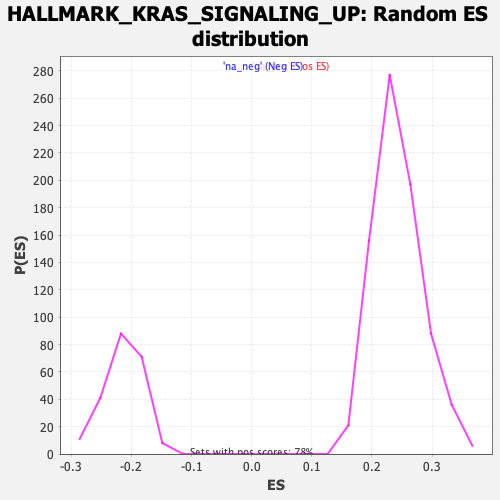 HALLMARK_KRAS_SIGNALING_UP: Random ES
distribution
'na_neg' (Neg ES)os ES)
280
260
240
220
200
180
160
140
120
100
80
60
40
20
0
P(ES)
Sets with pos scores: 78%
-0.3 -0.2 -0.1 0.0 0.1 0.2 0.3
ES